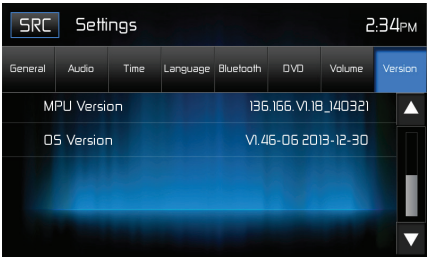 SRC Settings 2:34PM
General Audio Time Language Bluetooth DVD Volume Version
MPU Version 136.166.V1.18_140321
OS Version V1.46-06 2013-12-30